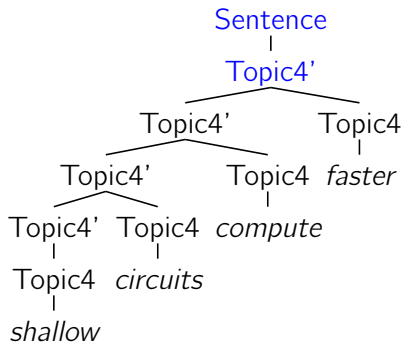 Sentence
Topic4'
Topic4' Topic4
Topic4' Topic4 faster
Topic4' Topic4 compute
Topic4 circuits
shallow